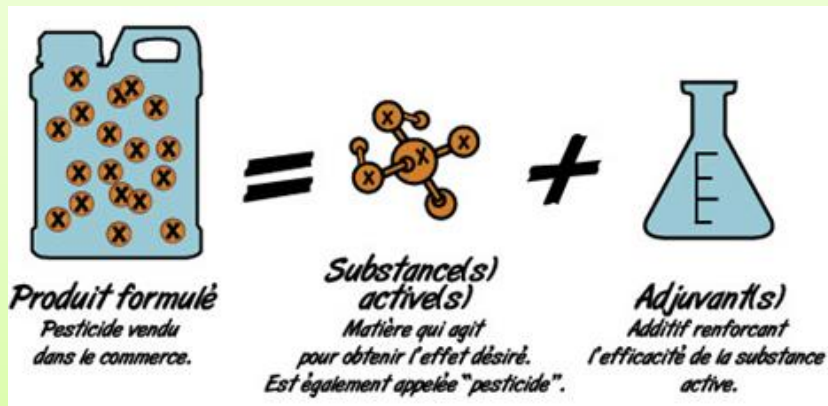 Produit formulé
Pesticide vendu
dans le commerce.
=
Substance(s)
active(s)
Matière qui agit
pour obtenir l'effet désiré.
Est également appelée "pesticide".
+
Adjuvant(s)
Additif renforcant
l'efficacité de la substance
active.